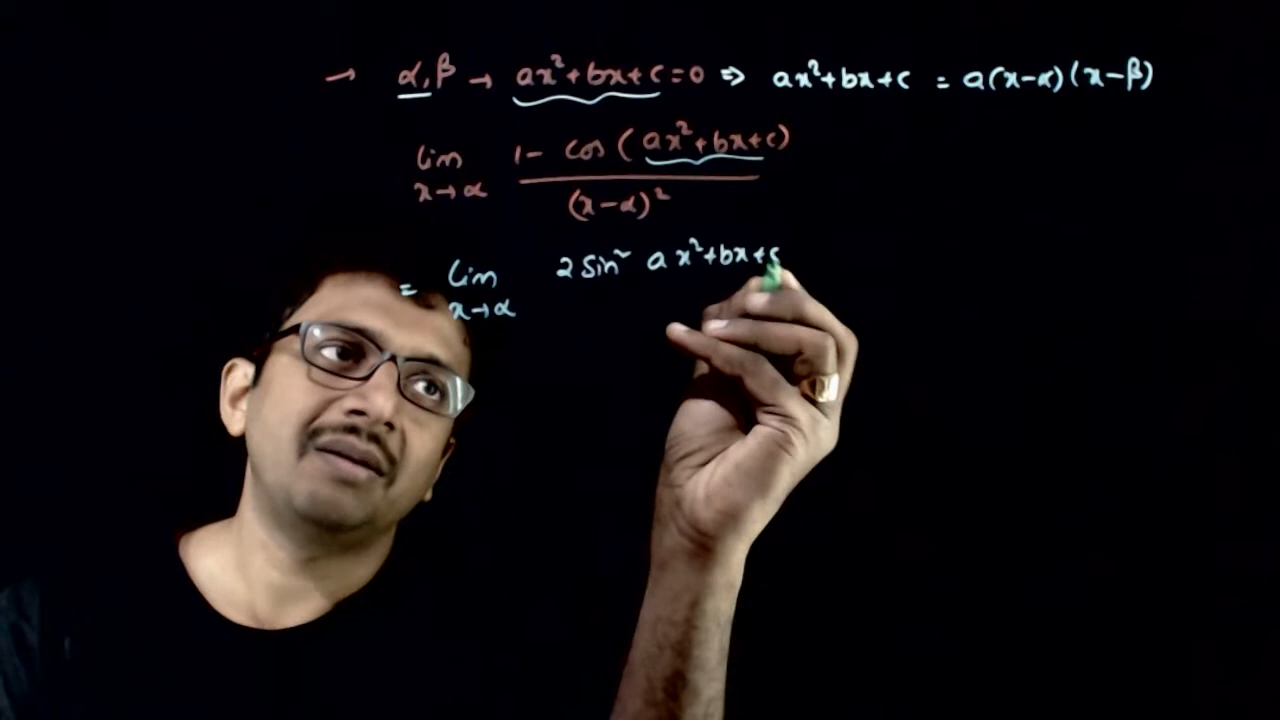 → α, β → ax²+bx+c = 0 ⇒ ax²+bx+c = a(x-α)(x-β)
lim x→α 1 - cos(ax²+bx+c) / (x-α)²
= lim x→α 2 sin² ax²+bx+c